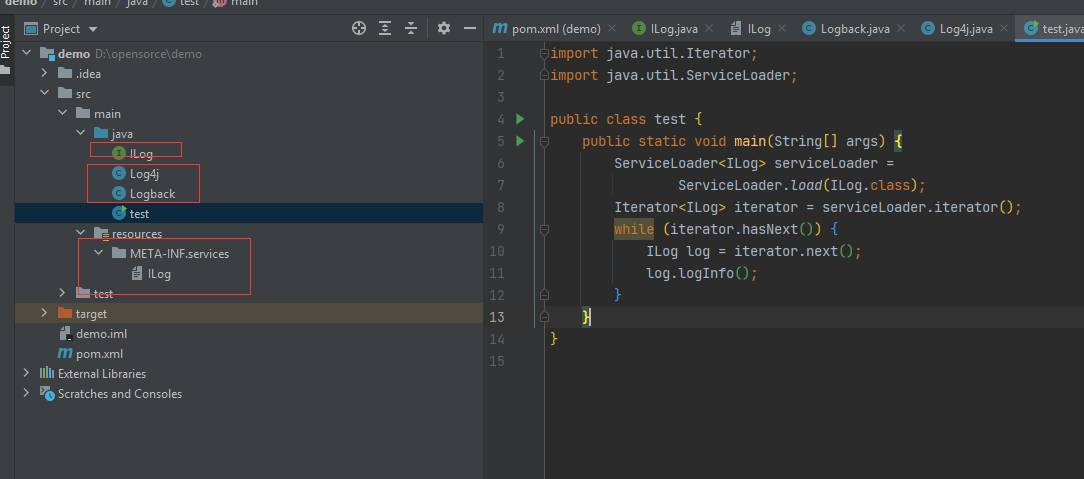 demo / src / main / java / test / main
Project
Project
pom.xml (demo) × ILog.java × ILog × Logback.java × Log4j.java × test.java
demo D:\opensorce\demo
.idea
src
main
java
ILog
Log4j
Logback
test
resources
META-INF.services
ILog
test
target
demo.iml
pom.xml
External Libraries
Scratches and Consoles
1 import java.util.Iterator;
2 import java.util.ServiceLoader;
3
4 public class test {
5 public static void main(String[] args) {
6 ServiceLoader<ILog> serviceLoader =
7 ServiceLoader.load(ILog.class);
8 Iterator<ILog> iterator = serviceLoader.iterator();
9 while (iterator.hasNext()) {
10 ILog log = iterator.next();
11 log.logInfo();
12 }
13 }
14 }
15